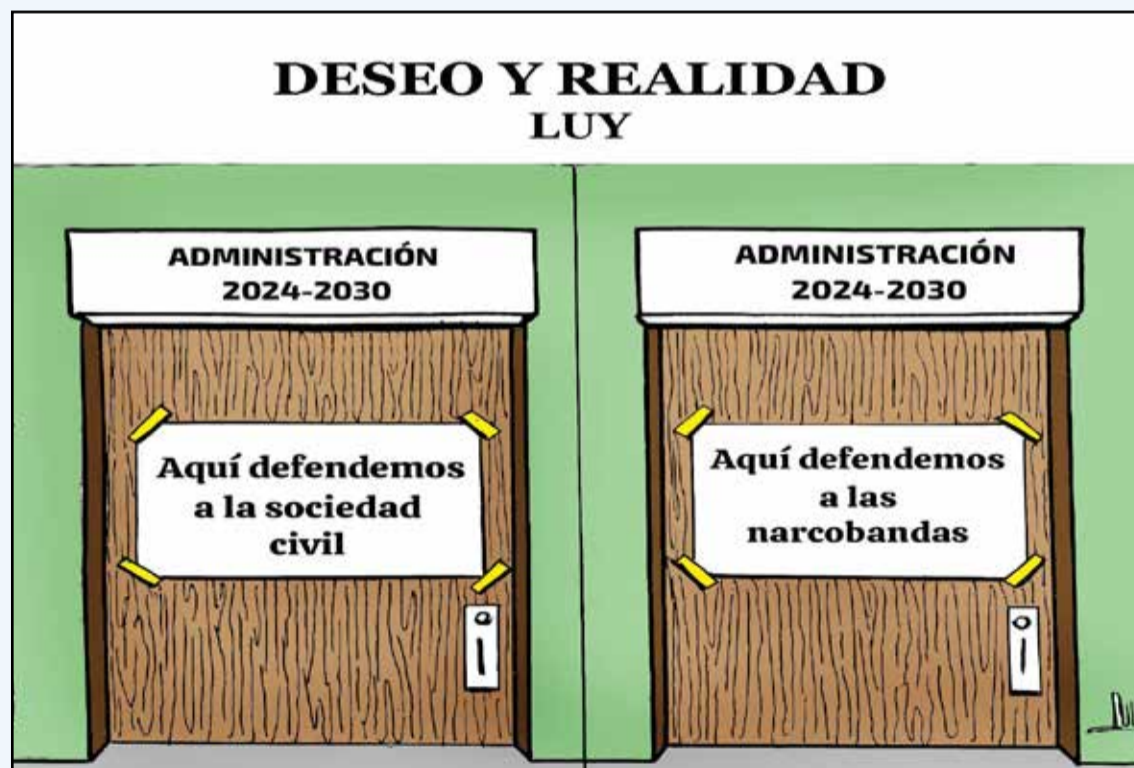 DESEO Y REALIDAD
LUY
ADMINISTRACIÓN
2024-2030
Aquí defendemos
a la sociedad
civil
ADMINISTRACIÓN
2024-2030
Aquí defendemos
a las
narcobandas